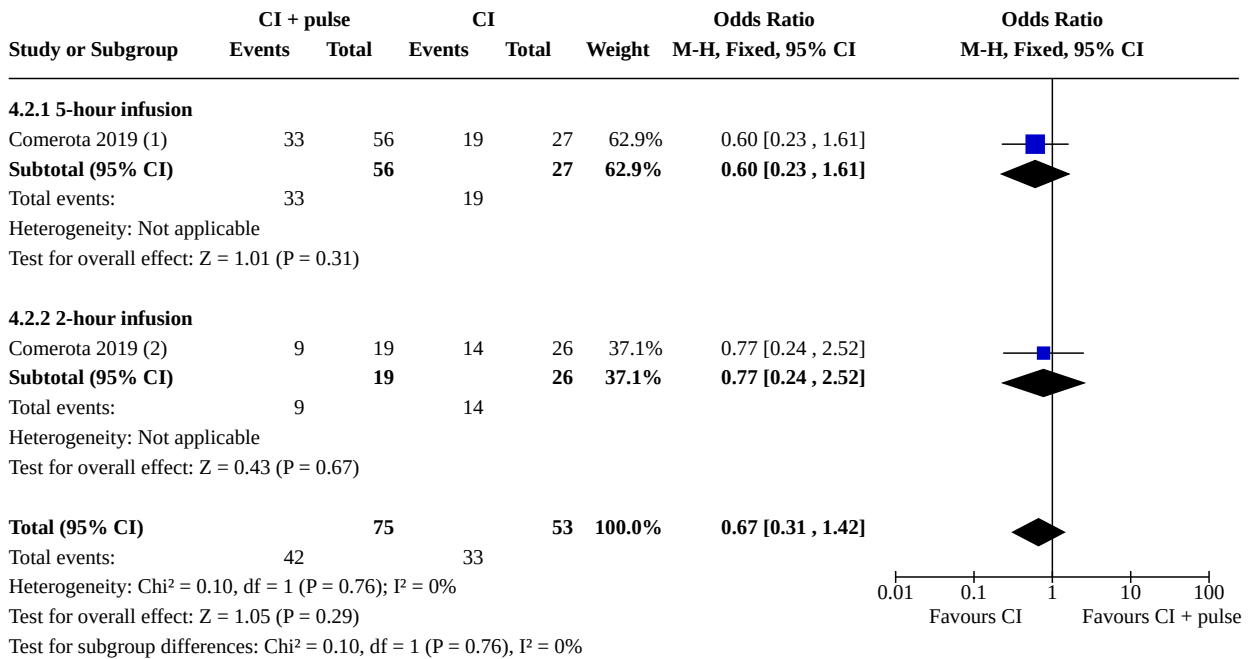 CI + pulse CI Odds Ratio Odds Ratio
Study or Subgroup Events Total Events Total Weight M-H, Fixed, 95% CI M-H, Fixed, 95% CI
4.2.1 5-hour infusion
Comerota 2019 (1) 33 56 19 27 62.9% 0.60 [0.23 , 1.61]
Subtotal (95% CI) 56 27 62.9% 0.60 [0.23 , 1.61]
Total events: 33 19
Heterogeneity: Not applicable
Test for overall effect: Z = 1.01 (P = 0.31)
4.2.2 2-hour infusion
Comerota 2019 (2) 9 19 14 26 37.1% 0.77 [0.24 , 2.52]
Subtotal (95% CI) 19 26 37.1% 0.77 [0.24 , 2.52]
Total events: 9 14
Heterogeneity: Not applicable
Test for overall effect: Z = 0.43 (P = 0.67)
Total (95% CI) 75 53 100.0% 0.67 [0.31 , 1.42]
Total events: 42 33
Heterogeneity: Chi² = 0.10, df = 1 (P = 0.76); I² = 0%
0.01 0.1 1 10 100
Test for overall effect: Z = 1.05 (P = 0.29)
Favours CI Favours CI + pulse
Test for subgroup differences: Chi² = 0.10, df = 1 (P = 0.76), I² = 0%